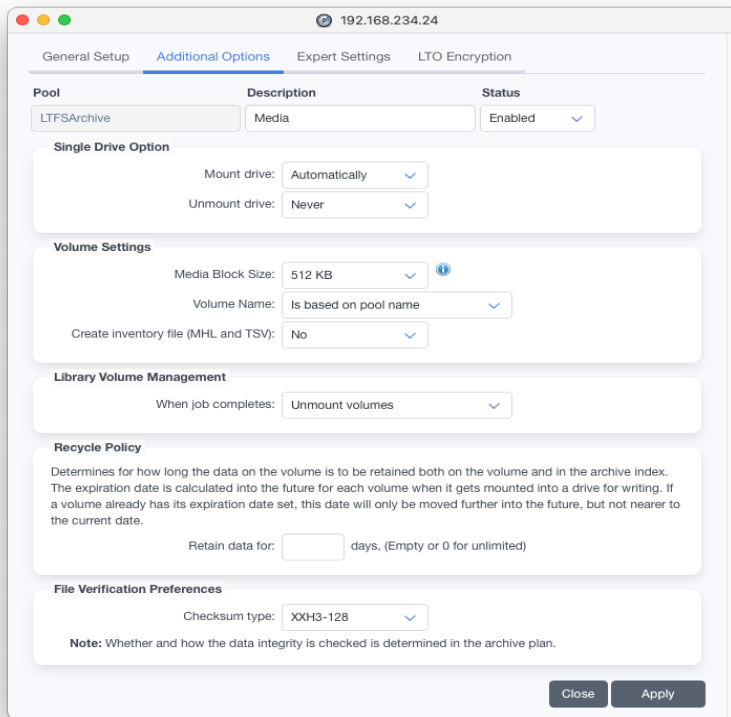 192.168.234.24
General Setup Additional Options Expert Settings LTO Encryption
Pool Description Status
LTFSArchive Media Enabled
Single Drive Option
Mount drive: Automatically
Unmount drive: Never
Volume Settings
Media Block Size: 512 KB
Volume Name: Is based on pool name
Create inventory file (MHL and TSV): No
Library Volume Management
When job completes: Unmount volumes
Recycle Policy
Determines for how long the data on the volume is to be retained both on the volume and in the archive index.
The expiration date is calculated into the future for each volume when it gets mounted into a drive for writing. If
a volume already has its expiration date set, this date will only be moved further into the future, but not nearer to
the current date.
Retain data for: days, (Empty or 0 for unlimited)
File Verification Preferences
Checksum type: XXH3-128
Note: Whether and how the data integrity is checked is determined in the archive plan.
Close Apply